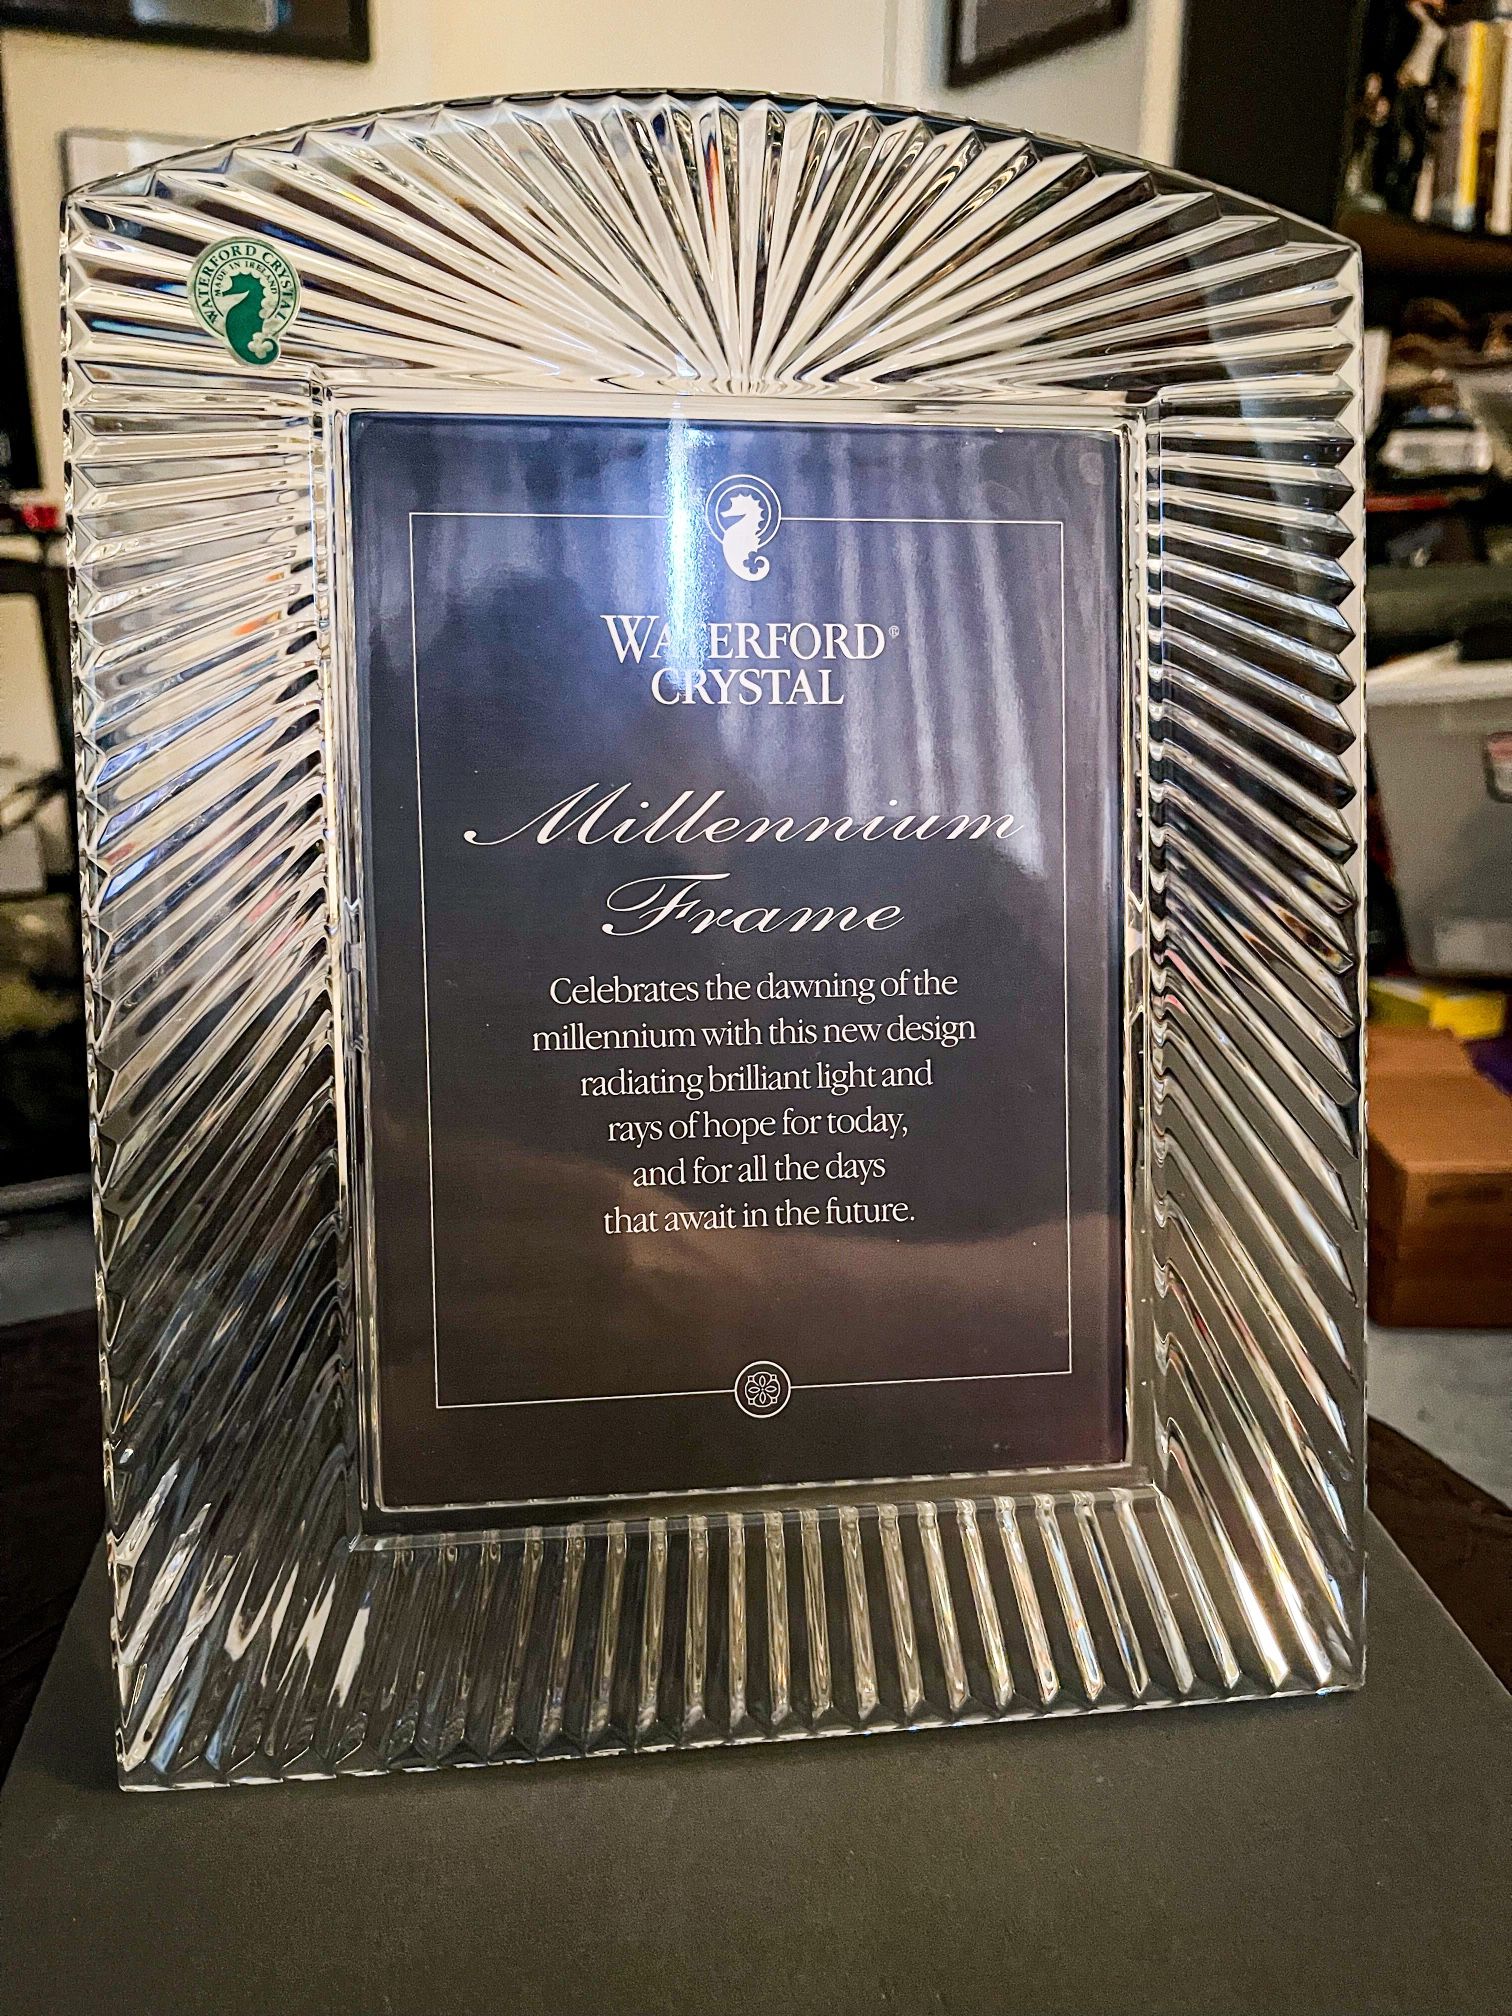 WATERFORD CRYSTAL
MADE IN IRELAND
WATERFORD®
CRYSTAL
Millennium
Frame
Celebrates the dawning of the
millennium with this new design
radiating brilliant light and
rays of hope for today,
and for all the days
that await in the future.